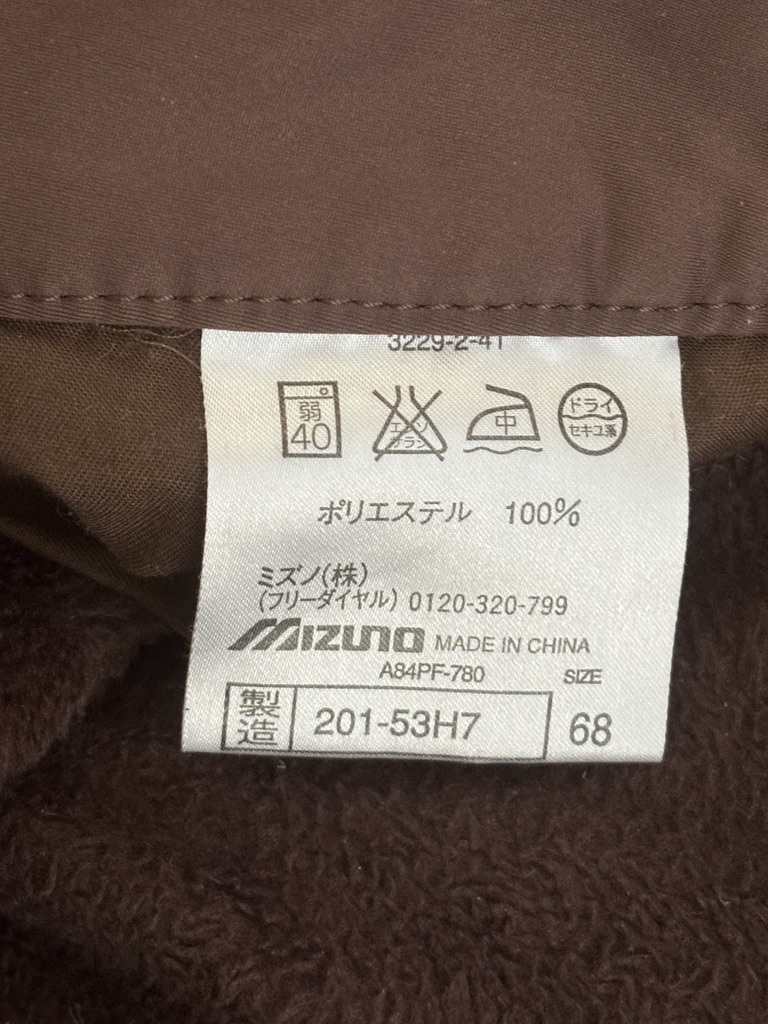 3229-2-41
弱 40 エンソ サラシ 中 ドライ セキユ系
ポリエステル 100%
ミズノ(株)
(フリーダイヤル) 0120-320-799
MIZUNO MADE IN CHINA
A84PF-780 SIZE
製造 201-53H7 68